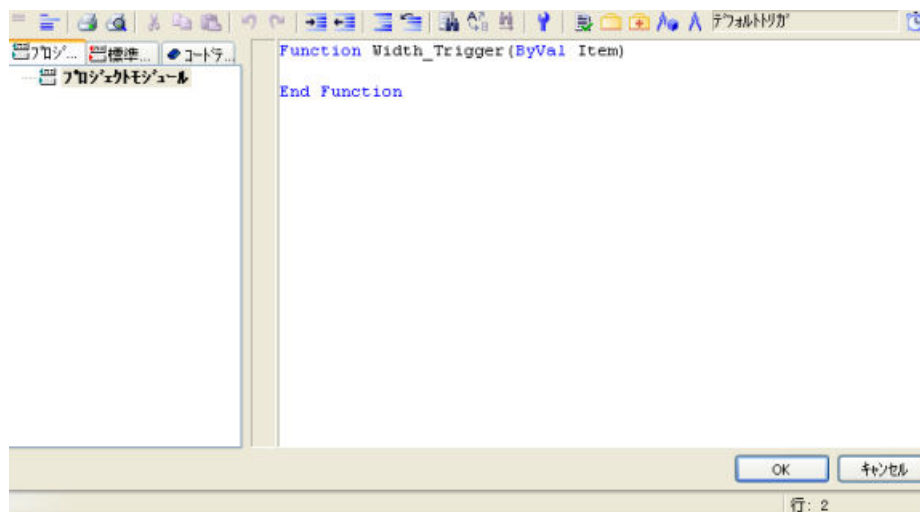 ﾃﾞﾌｫﾙﾄﾄﾘｶﾞ
ﾌﾟﾛｼﾞ... 標準... ｺｰﾄﾞﾃ...
ﾌﾟﾛｼﾞｪｸﾄﾓｼﾞｭｰﾙ
Function Width_Trigger(ByVal Item)
End Function
OK ｷｬﾝｾﾙ
行: 2